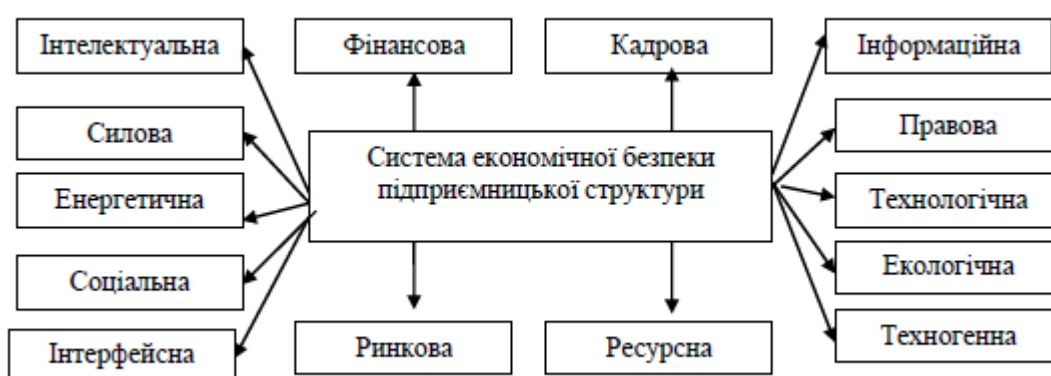 Інтелектуальна
Фінансова
Кадрова
Інформаційна
Силова
Правова
Система економічної безпеки
підприємницької структури
Енергетична
Технологічна
Соціальна
Екологічна
Інтерфейсна
Ринкова
Ресурсна
Техногенна